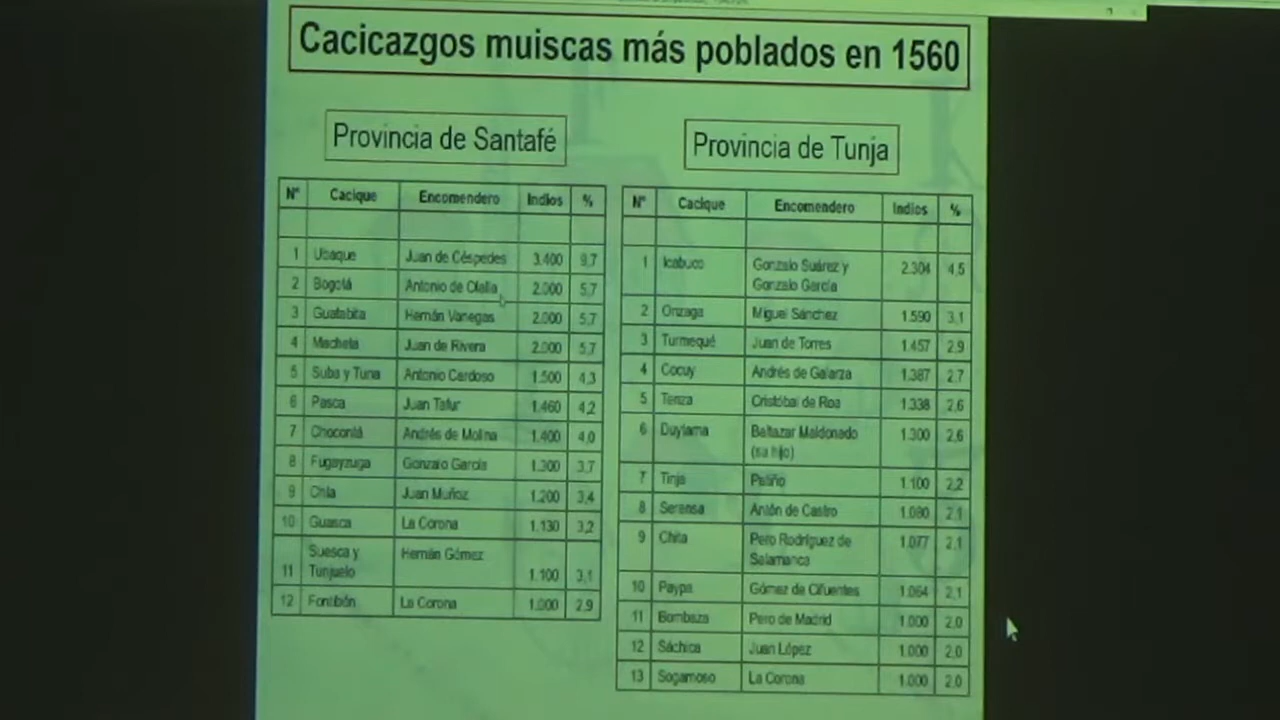 Cacicazgos muiscas más poblados en 1560
Provincia de Santafé
N° Cacique Encomendero Indios %
1 Ubaque Juan de Céspedes 3.400 9,7
2 Bogotá Antonio de Olalla 2.000 5,7
3 Guatabita Hernán Vanegas 2.000 5,7
4 Macheta Juan de Rivera 2.000 5,7
5 Suba y Tuna Antonio Cardoso 1.500 4,3
6 Pasca Juan Tafur 1.460 4,2
7 Chocontá Andrés de Molina 1.400 4,0
8 Fugayzuga Gonzalo García 1.300 3,7
9 Chía Juan Muñoz 1.200 3,4
10 Guasca La Corona 1.130 3,2
11 Suesca y Tunjuelo Hernán Gómez 1.100 3,1
12 Fontibón La Corona 1.000 2,9
Provincia de Tunja
N° Cacique Encomendero Indios %
1 Icabuco Gonzalo Suárez y
Gonzalo García 2.304 4,5
2 Onzaga Miguel Sánchez 1.590 3,1
3 Turmequé Juan de Torres 1.457 2,9
4 Cocuy Andrés de Galarza 1.387 2,7
5 Tenza Cristóbal de Roa 1.338 2,6
6 Duytama Baltazar Maldonado
(su hijo) 1.300 2,6
7 Tinja Patiño 1.100 2,2
8 Serensa Antón de Castro 1.080 2,1
9 Chita Pero Rodríguez de
Salamanca 1.077 2,1
10 Paypa Gómez de Cifuentes 1.064 2,1
11 Bombaza Pero de Madrid 1.000 2,0
12 Sáchica Juan López 1.000 2,0
13 Sogamoso La Corona 1.000 2,0